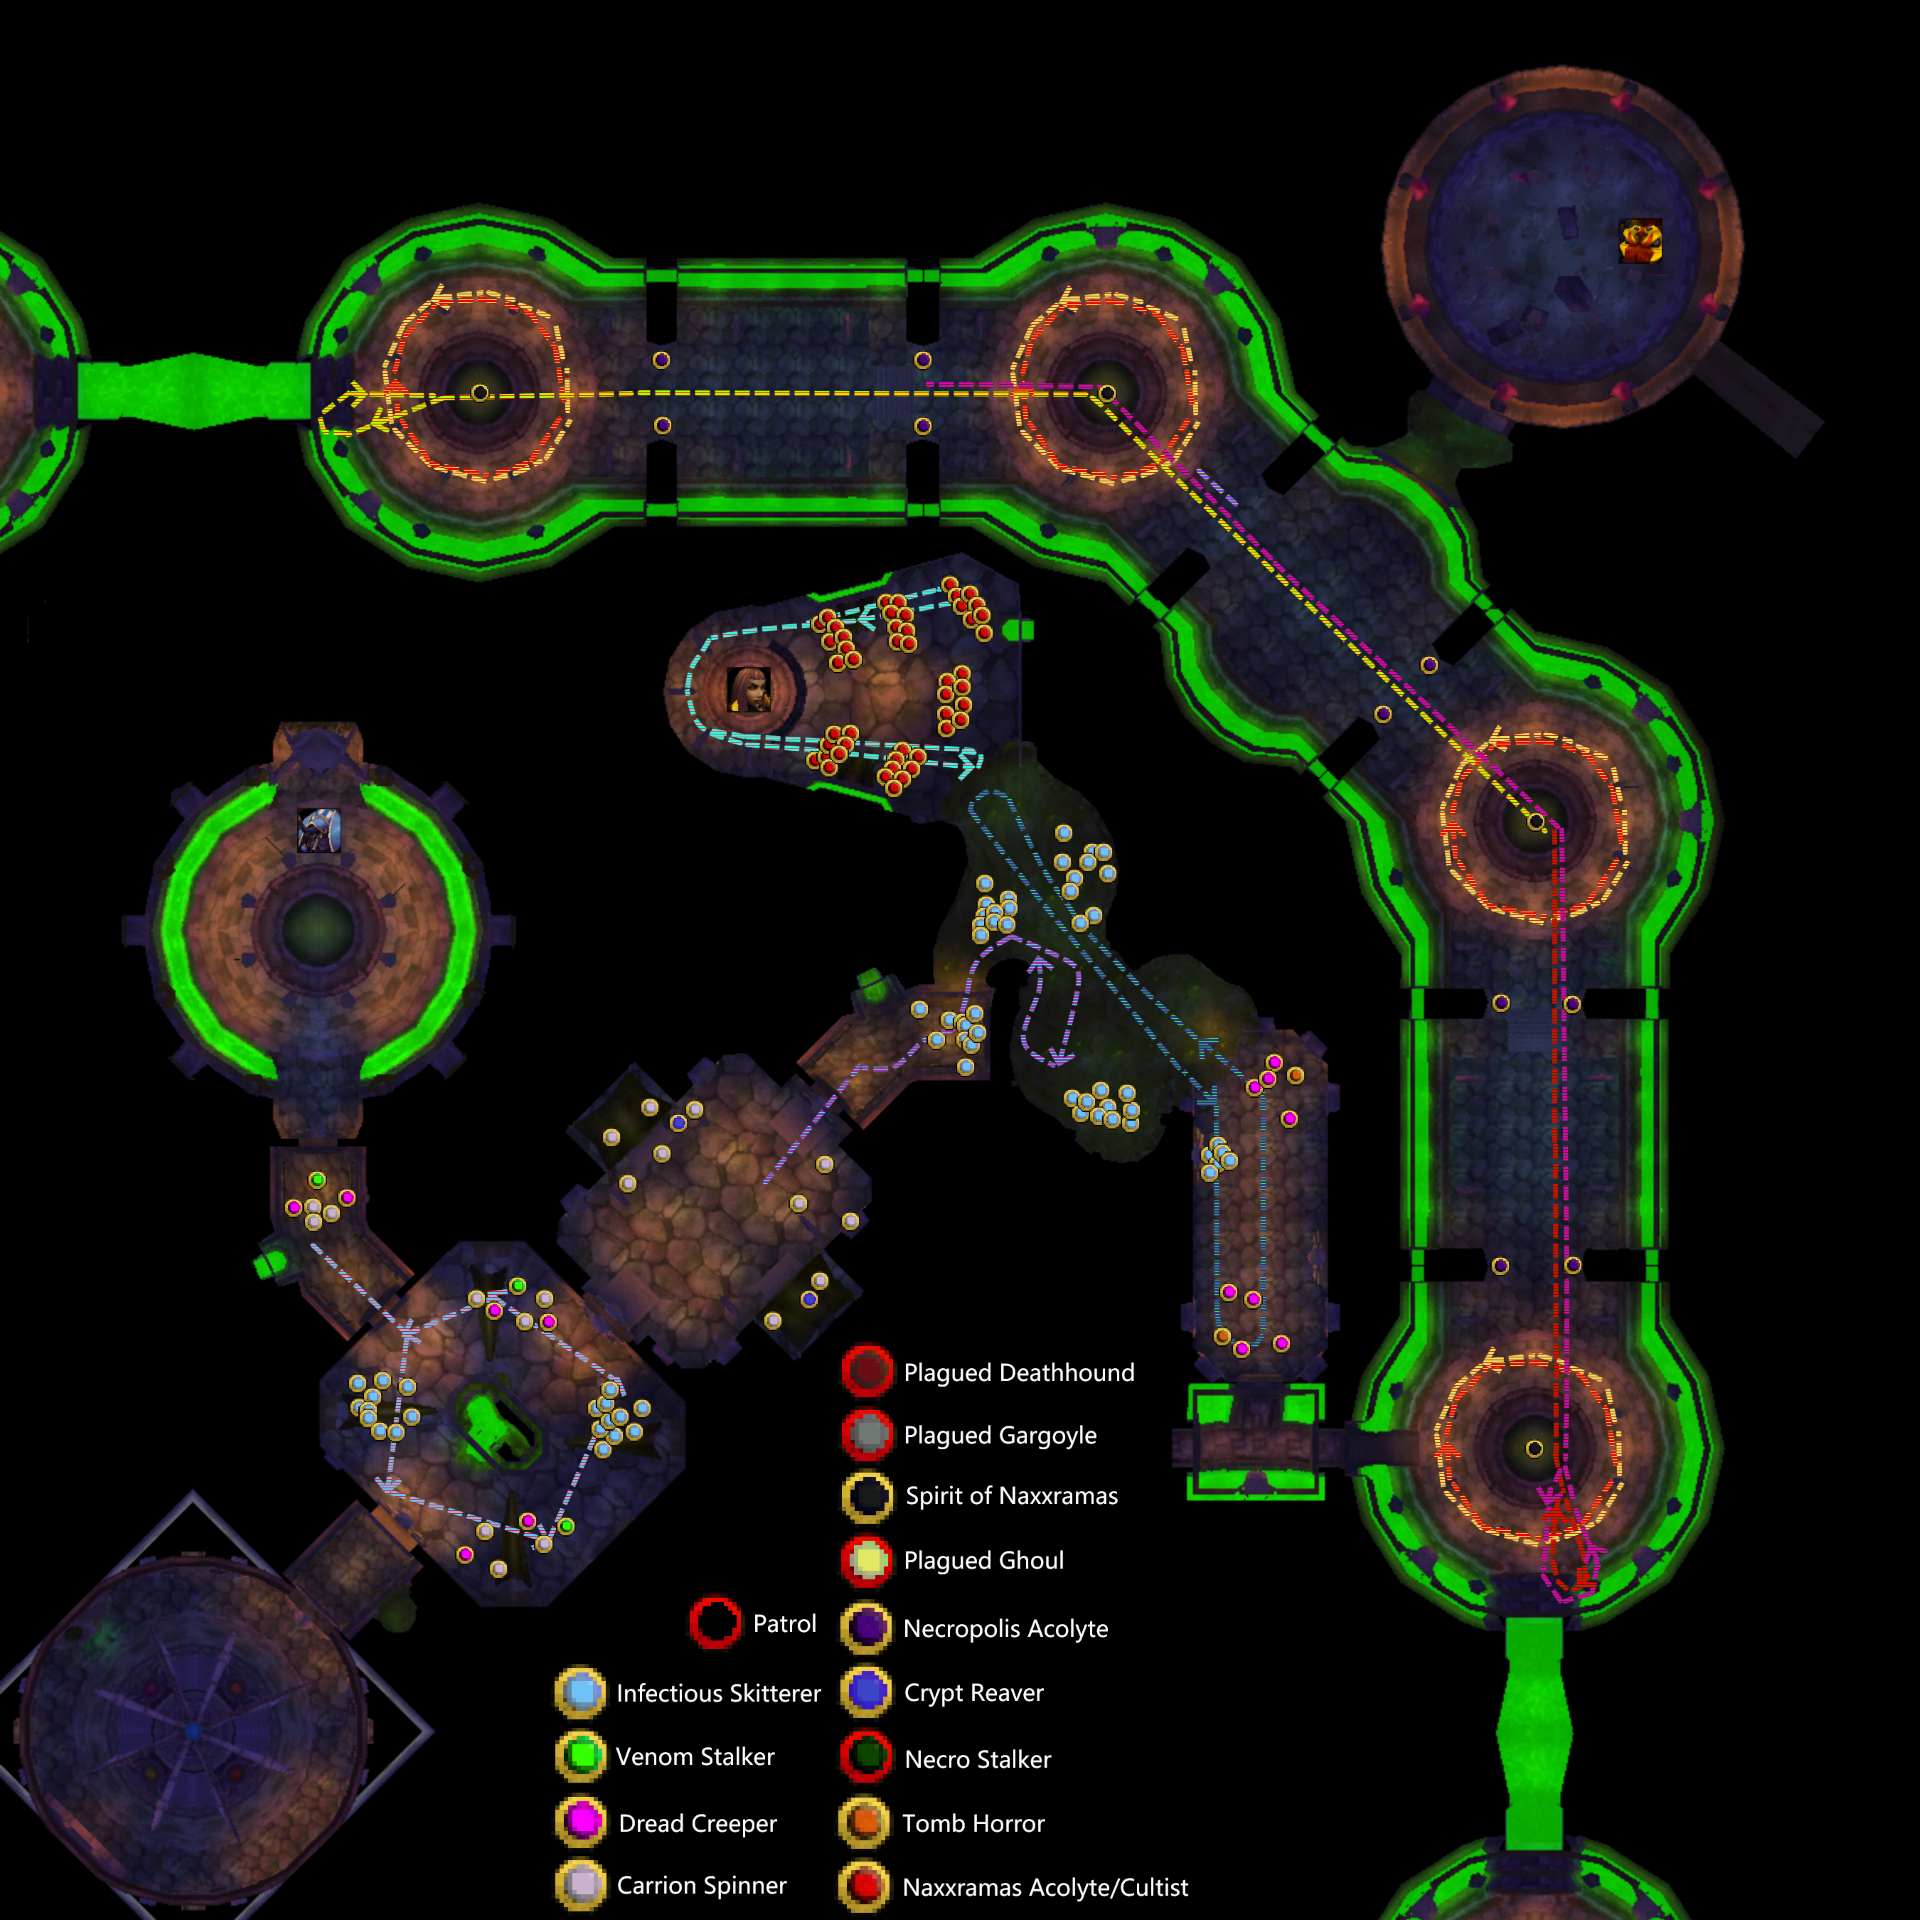 Plagued Deathhound
Plagued Gargoyle
Spirit of Naxxramas
Plagued Ghoul
Patrol
Necropolis Acolyte
Infectious Skitterer
Crypt Reaver
Venom Stalker
Necro Stalker
Dread Creeper
Tomb Horror
Carrion Spinner
Naxxramas Acolyte/Cultist